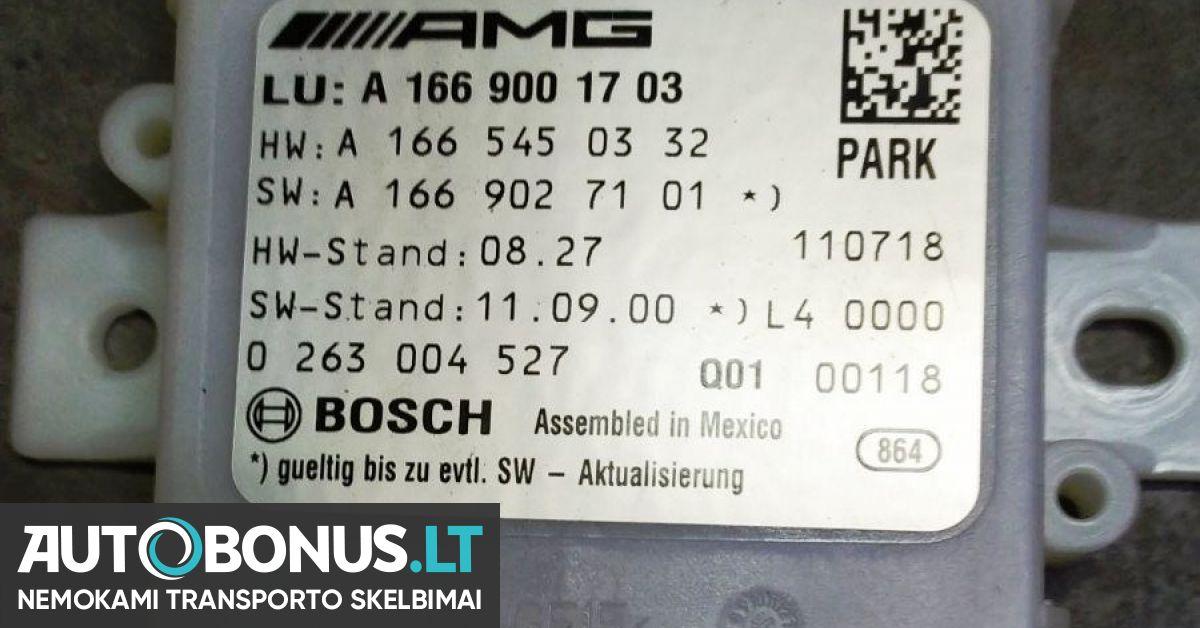 AMG
LU: A 166 900 17 03
HW: A 166 545 03 32
PARK
SW: A 166 902 71 01 *)
HW-Stand: 08.27 110718
SW-Stand: 11.09.00 *) L4 0000
0 263 004 527 Q01 00118
BOSCH Assembled in Mexico
864
*) gueltig bis zu evtl. SW – Aktualisierung
AUTOBONUS.LT
NEMOKAMI TRANSPORTO SKELBIMAI